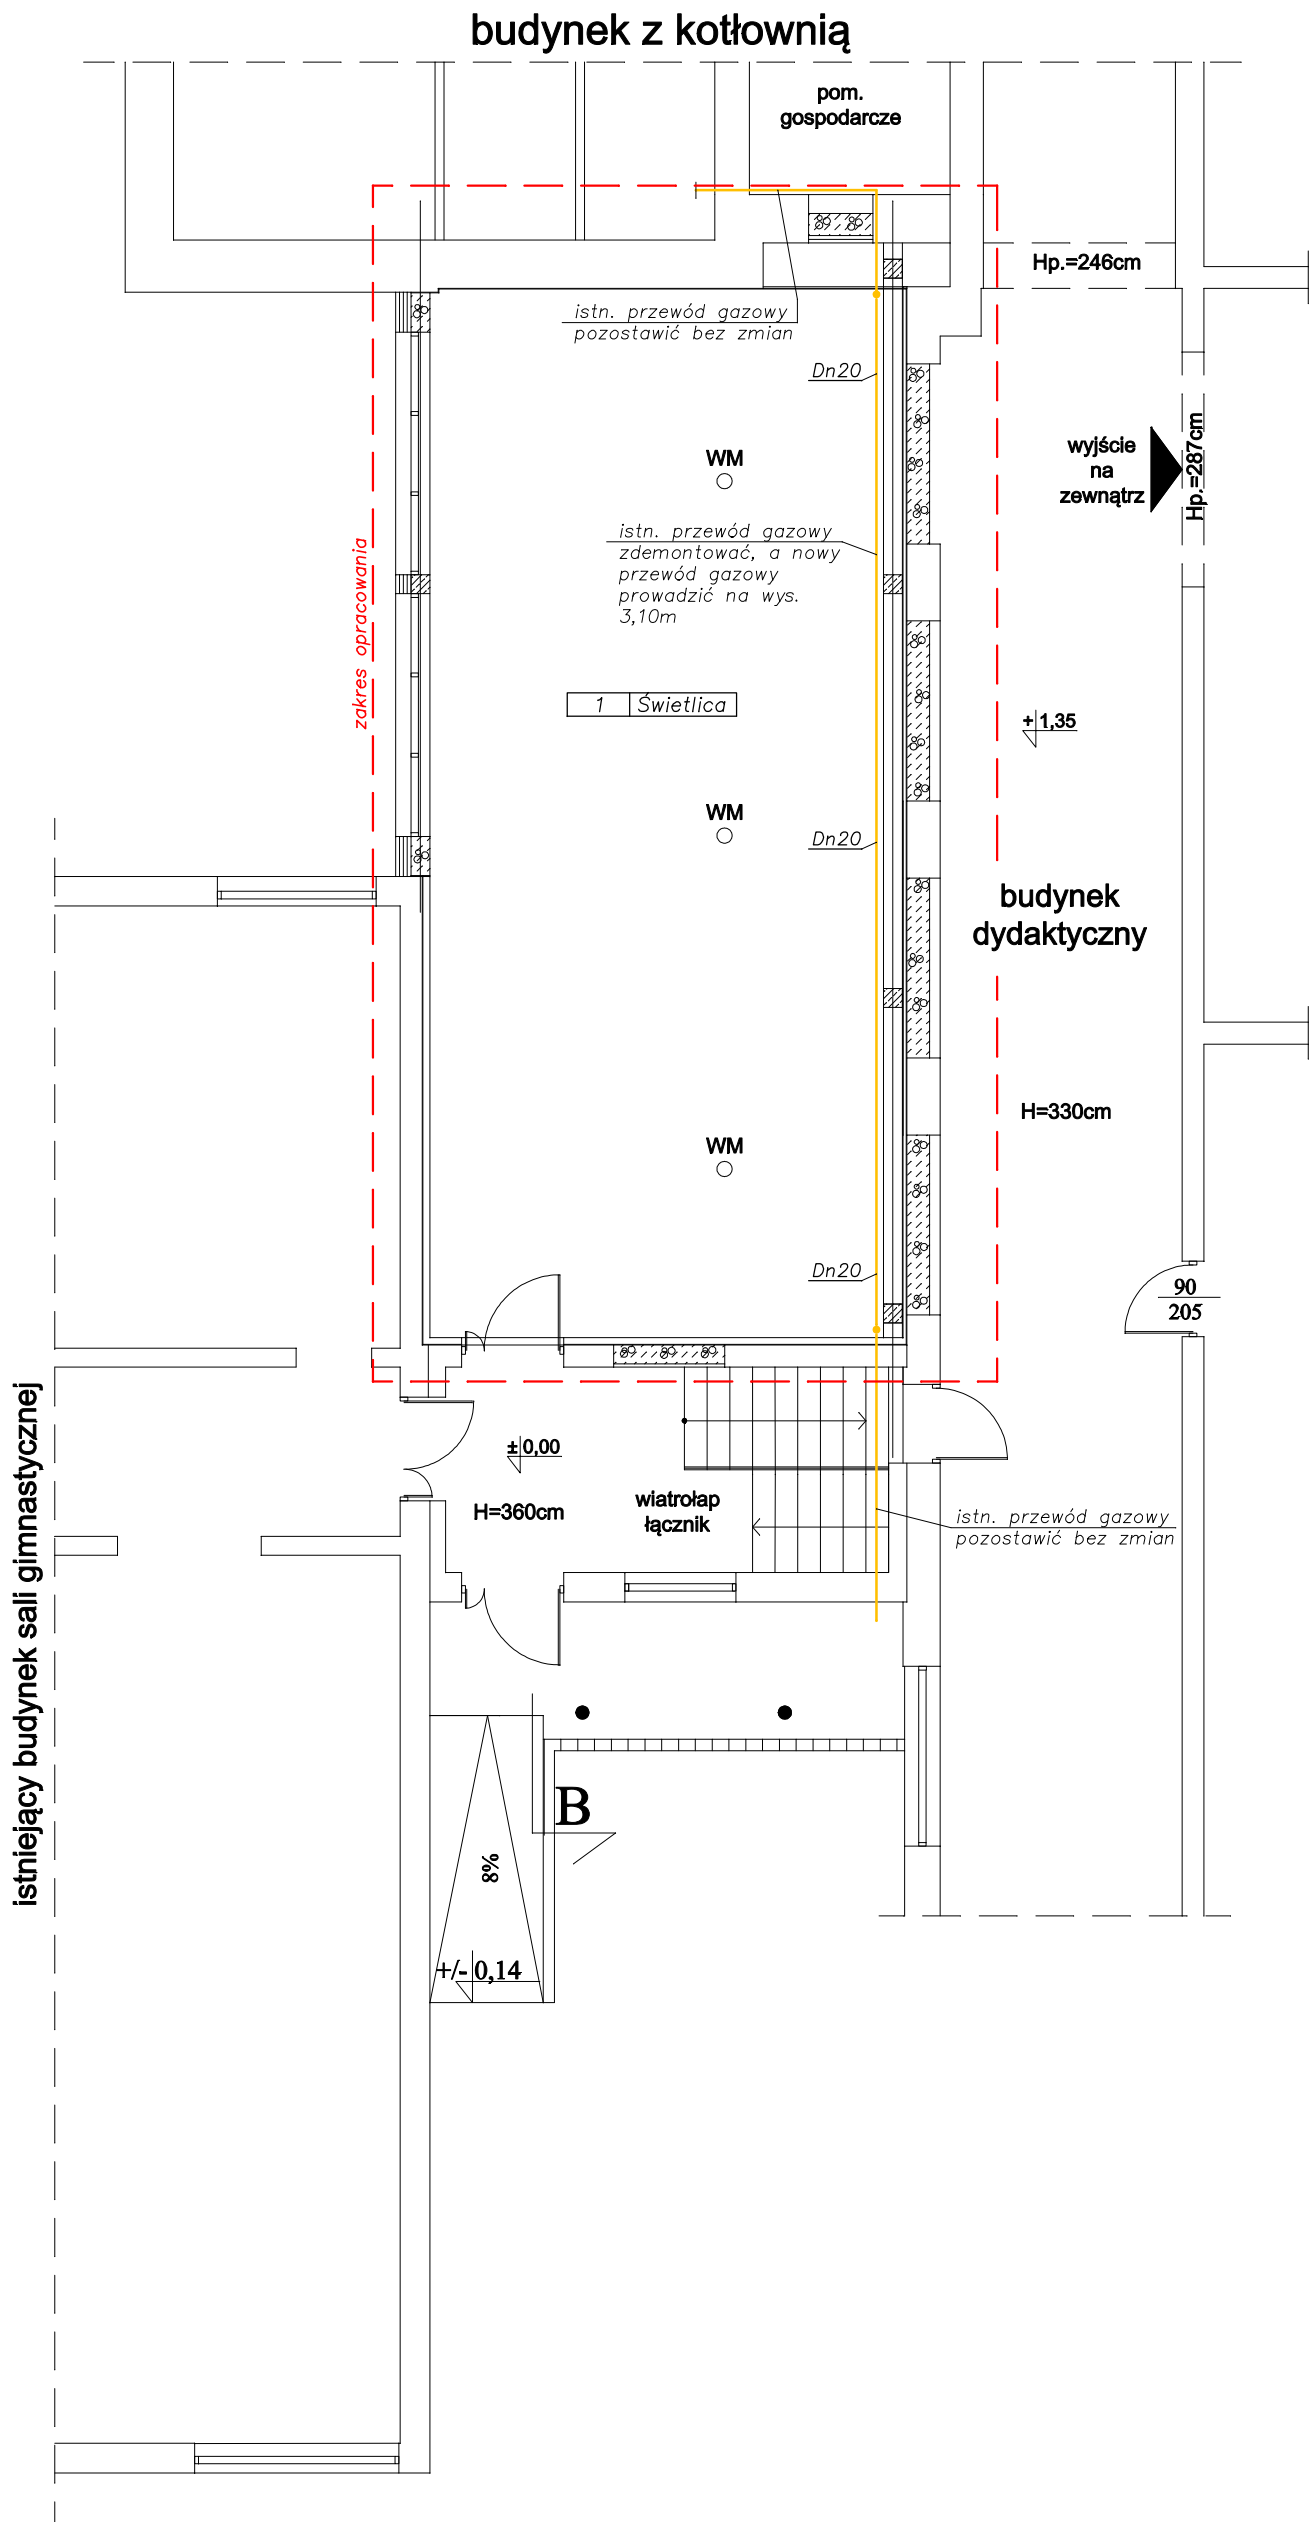 budynek z kotłownią
pom.
gospodarcze
Hp.=246cm
istn. przewód gazowy
pozostawić bez zmian
Dn20
wyjście
na
zewnątrz
Hp.=287cm
WM
istn. przewód gazowy
zdemontować, a nowy
przewód gazowy
prowadzić na wys.
3,10m
zakres opracowania
1 Świetlica
+1,35
WM
Dn20
budynek
dydaktyczny
H=330cm
WM
Dn20
90
205
istniejący budynek sali gimnastycznej
±0,00
H=360cm
wiatrołap
łącznik
istn. przewód gazowy
pozostawić bez zmian
B
8%
+/- 0,14